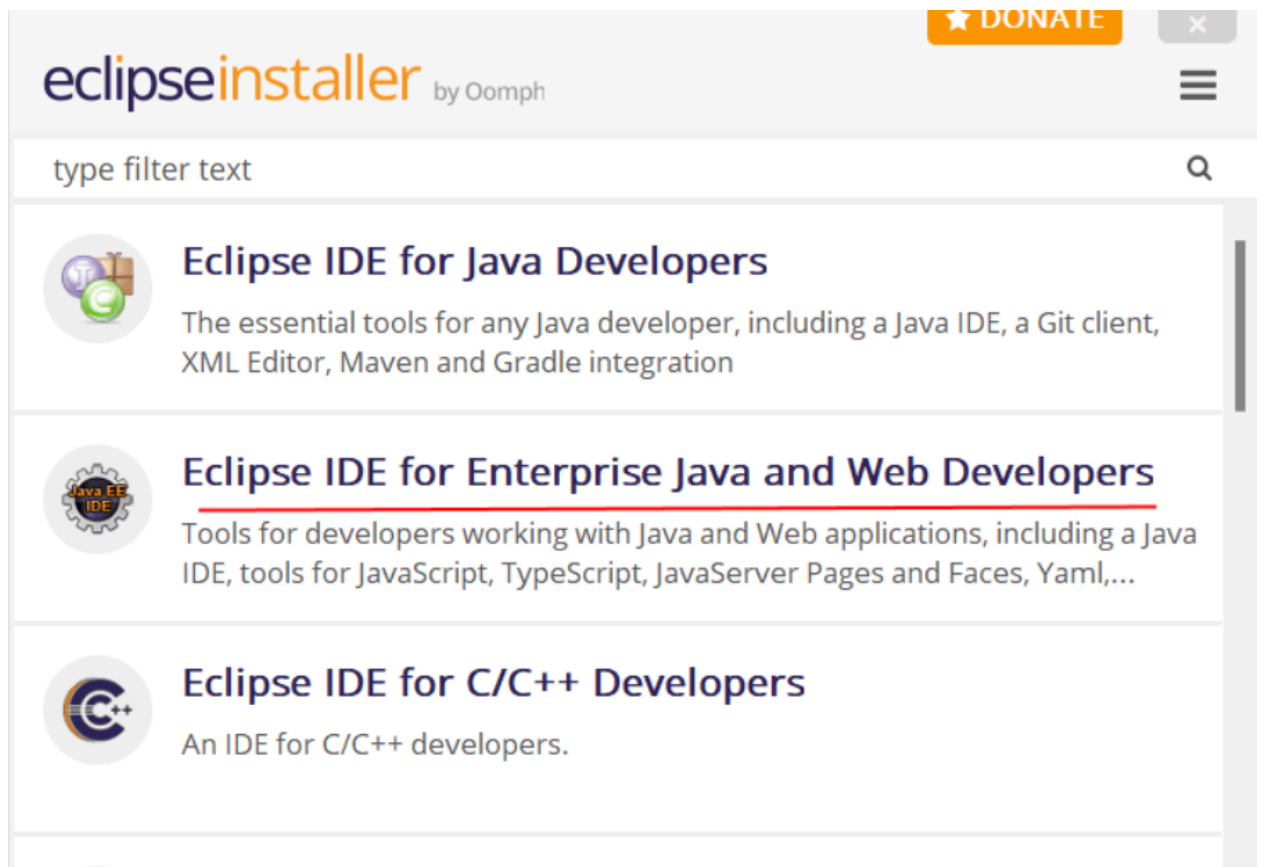 DONATE
eclipseinstaller by Oomph
type filter text
Eclipse IDE for Java Developers
The essential tools for any Java developer, including a Java IDE, a Git client,
XML Editor, Maven and Gradle integration
Java EE
IDE
Eclipse IDE for Enterprise Java and Web Developers
Tools for developers working with Java and Web applications, including a Java
IDE, tools for JavaScript, TypeScript, JavaServer Pages and Faces, Yaml,...
C++
Eclipse IDE for C/C++ Developers
An IDE for C/C++ developers.